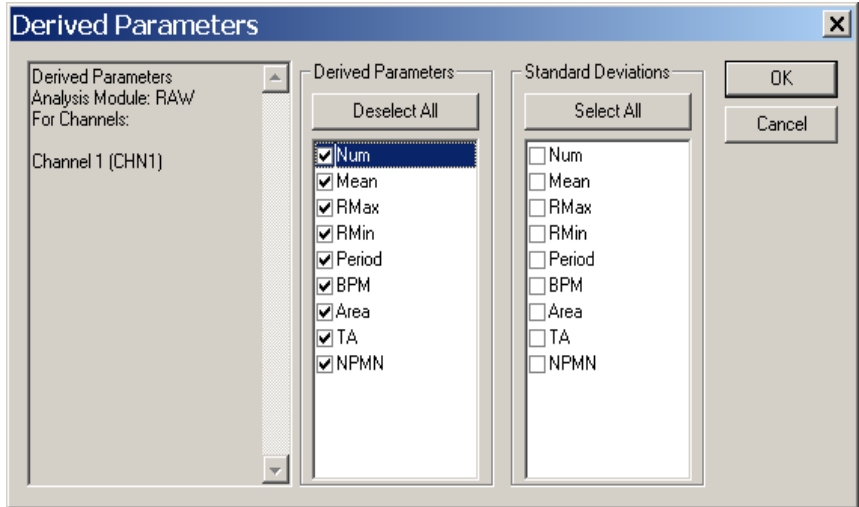 Derived Parameters
Derived Parameters
Analysis Module: RAW
For Channels:
Channel 1 (CHN1)
Derived Parameters
Deselect All
Num
Mean
RMax
RMin
Period
BPM
Area
TA
NPMN
Standard Deviations
Select All
Num
Mean
RMax
RMin
Period
BPM
Area
TA
NPMN
OK
Cancel